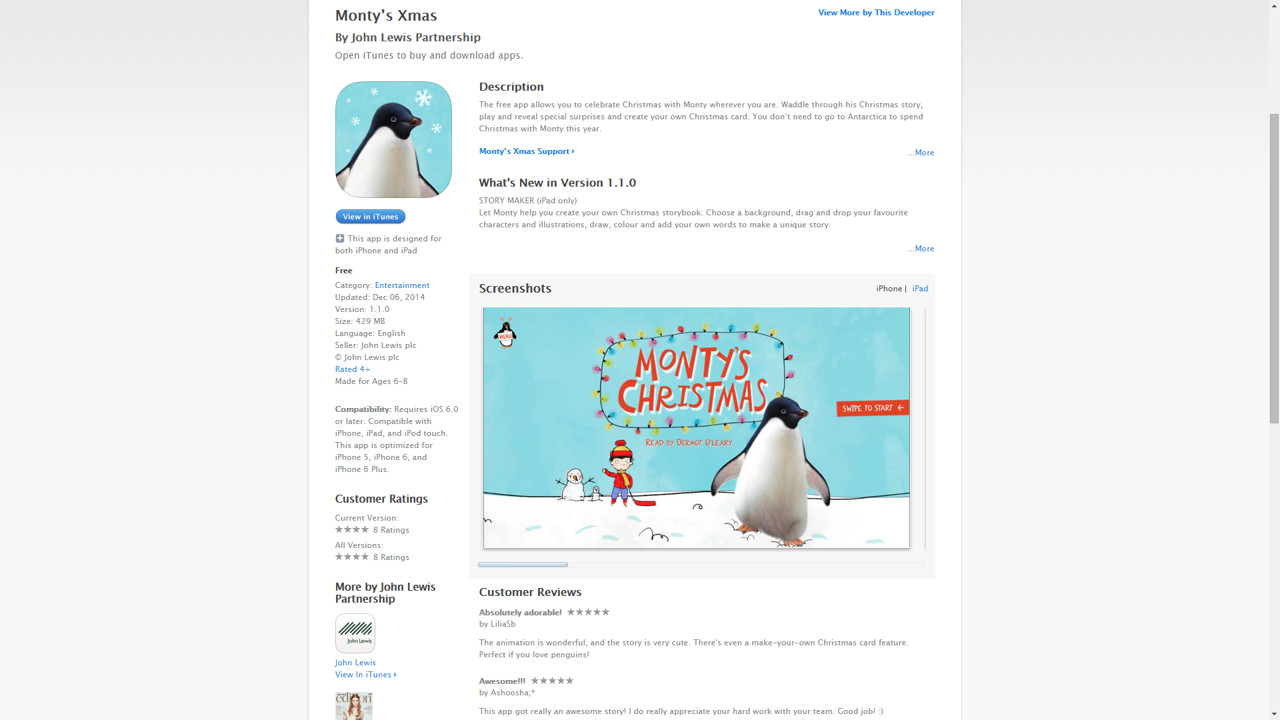 Monty's Xmas
View More by This Developer
By John Lewis Partnership
Open iTunes to buy and download apps.
Description
The free app allows you to celebrate Christmas with Monty wherever you are. Waddle through his Christmas story,
play and reveal special surprises and create your own Christmas card. You don't need to go to Antarctica to spend
Christmas with Monty this year.
Monty's Xmas Support
...More
What's New in Version 1.1.0
STORY MAKER (iPad only)
Let Monty help you create your own Christmas storybook. Choose a background, drag and drop your favourite
characters and illustrations, draw, colour and add your own words to make a unique story.
...More
View in iTunes
This app is designed for
both iPhone and iPad
Free
Category: Entertainment
Updated: Dec 06, 2014
Version: 1.1.0
Size: 429 MB
Language: English
Seller: John Lewis plc
© John Lewis plc
Rated 4+
Made for Ages 6-8
Compatibility: Requires iOS 6.0
or later. Compatible with
iPhone, iPad, and iPod touch.
This app is optimized for
iPhone 5, iPhone 6, and
iPhone 6 Plus.
Customer Ratings
Current Version:
★★★★ 8 Ratings
All Versions:
★★★★ 8 Ratings
More by John Lewis
Partnership
John Lewis
John Lewis
View In iTunes
Screenshots
iPhone | iPad
MONTY'S
CHRISTMAS
READ BY DERMOT O'LEARY
SWIPE TO START ←
Customer Reviews
Absolutely adorable! ★★★★★
by LiliaSb
The animation is wonderful, and the story is very cute. There's even a make-your-own Christmas card feature.
Perfect if you love penguins!
Awesome!!! ★★★★★
by Ashoosha;*
This app got really an awesome story! I do really appreciate your hard work with your team. Good job! :)